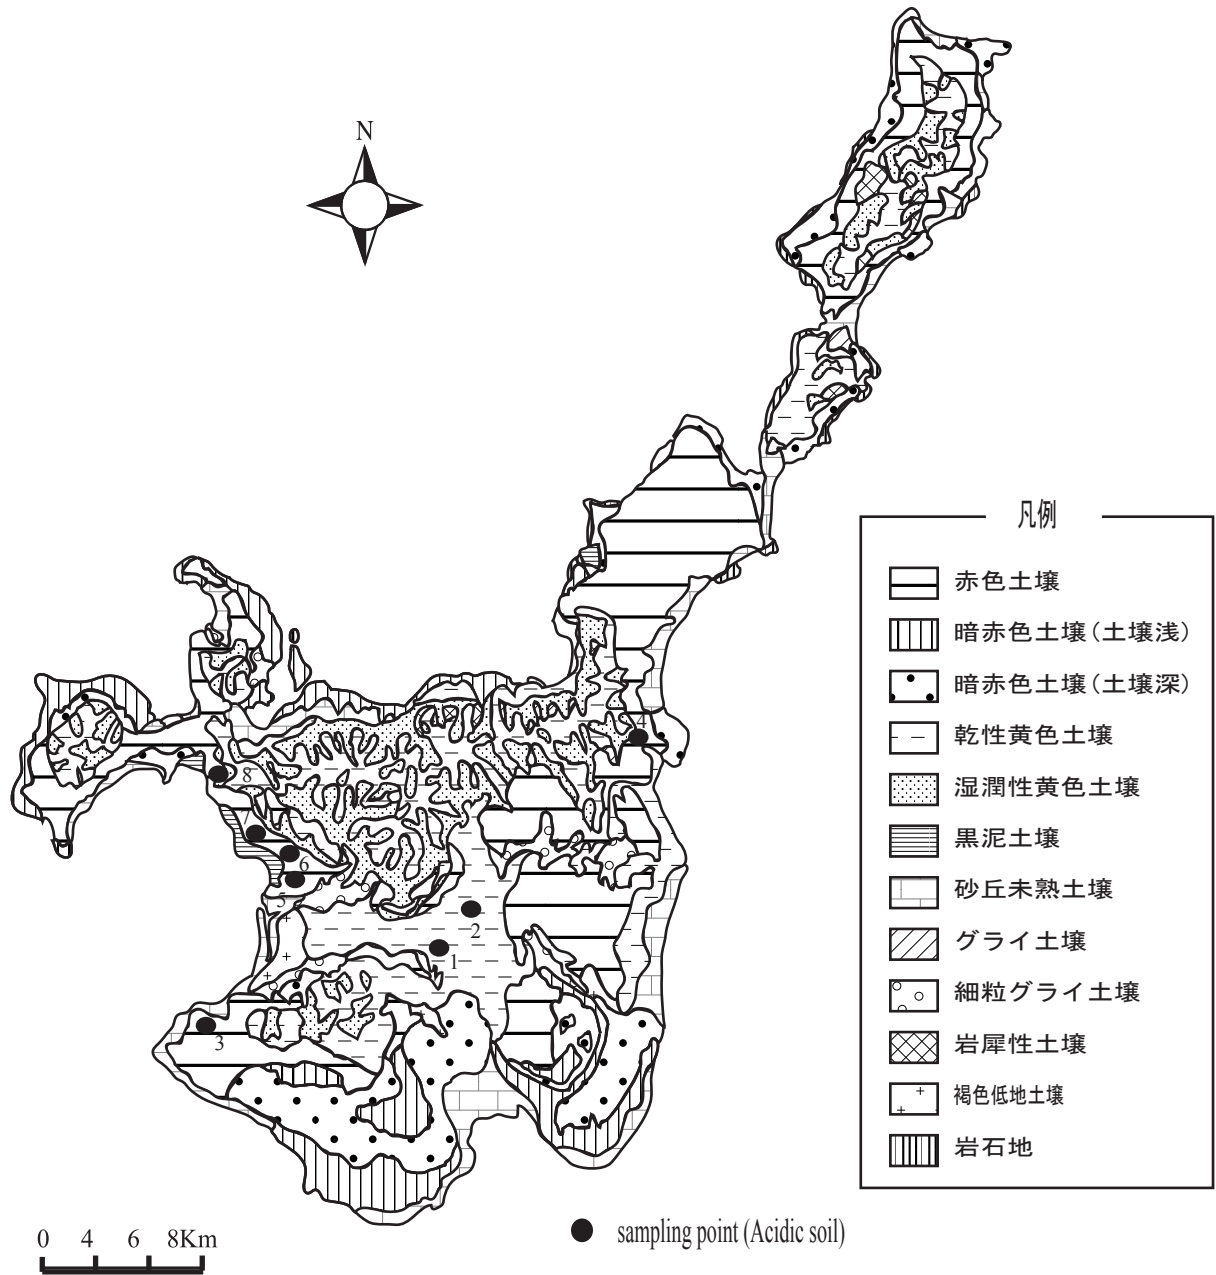 N
凡例
赤色土壌
暗赤色土壌(土壌浅)
暗赤色土壌(土壌深)
乾性黄色土壌
湿潤性黄色土壌
黒泥土壌
砂丘未熟土壌
グライ土壌
細粒グライ土壌
岩犀性土壌
褐色低地土壌
岩石地
4
8
7
6
5
2
1
3
0 4 6 8Km
sampling point (Acidic soil)